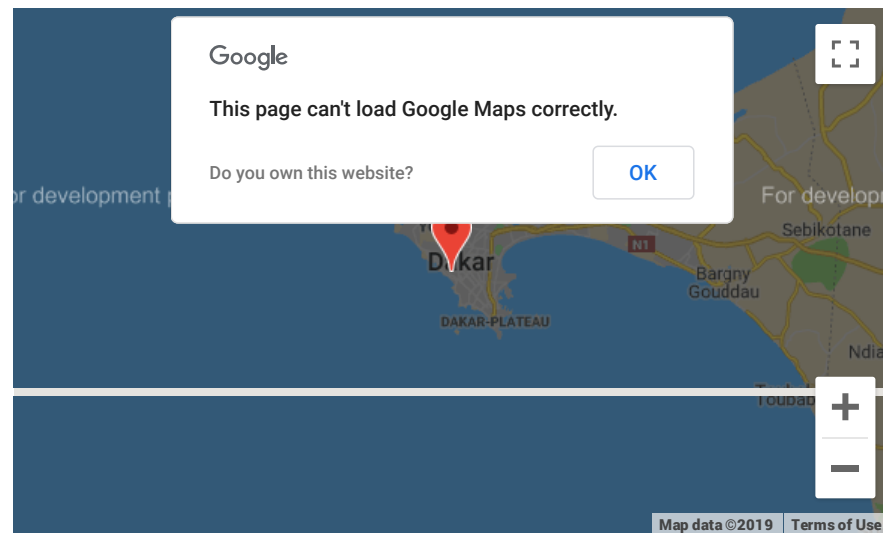 Google
This page can't load Google Maps correctly.
Do you own this website?
OK
or development
For develop
Sebikotane
N1
Dakar
Bargny
Gouddau
DAKAR-PLATEAU
Ndia
Toubab
Map data ©2019
Terms of Use